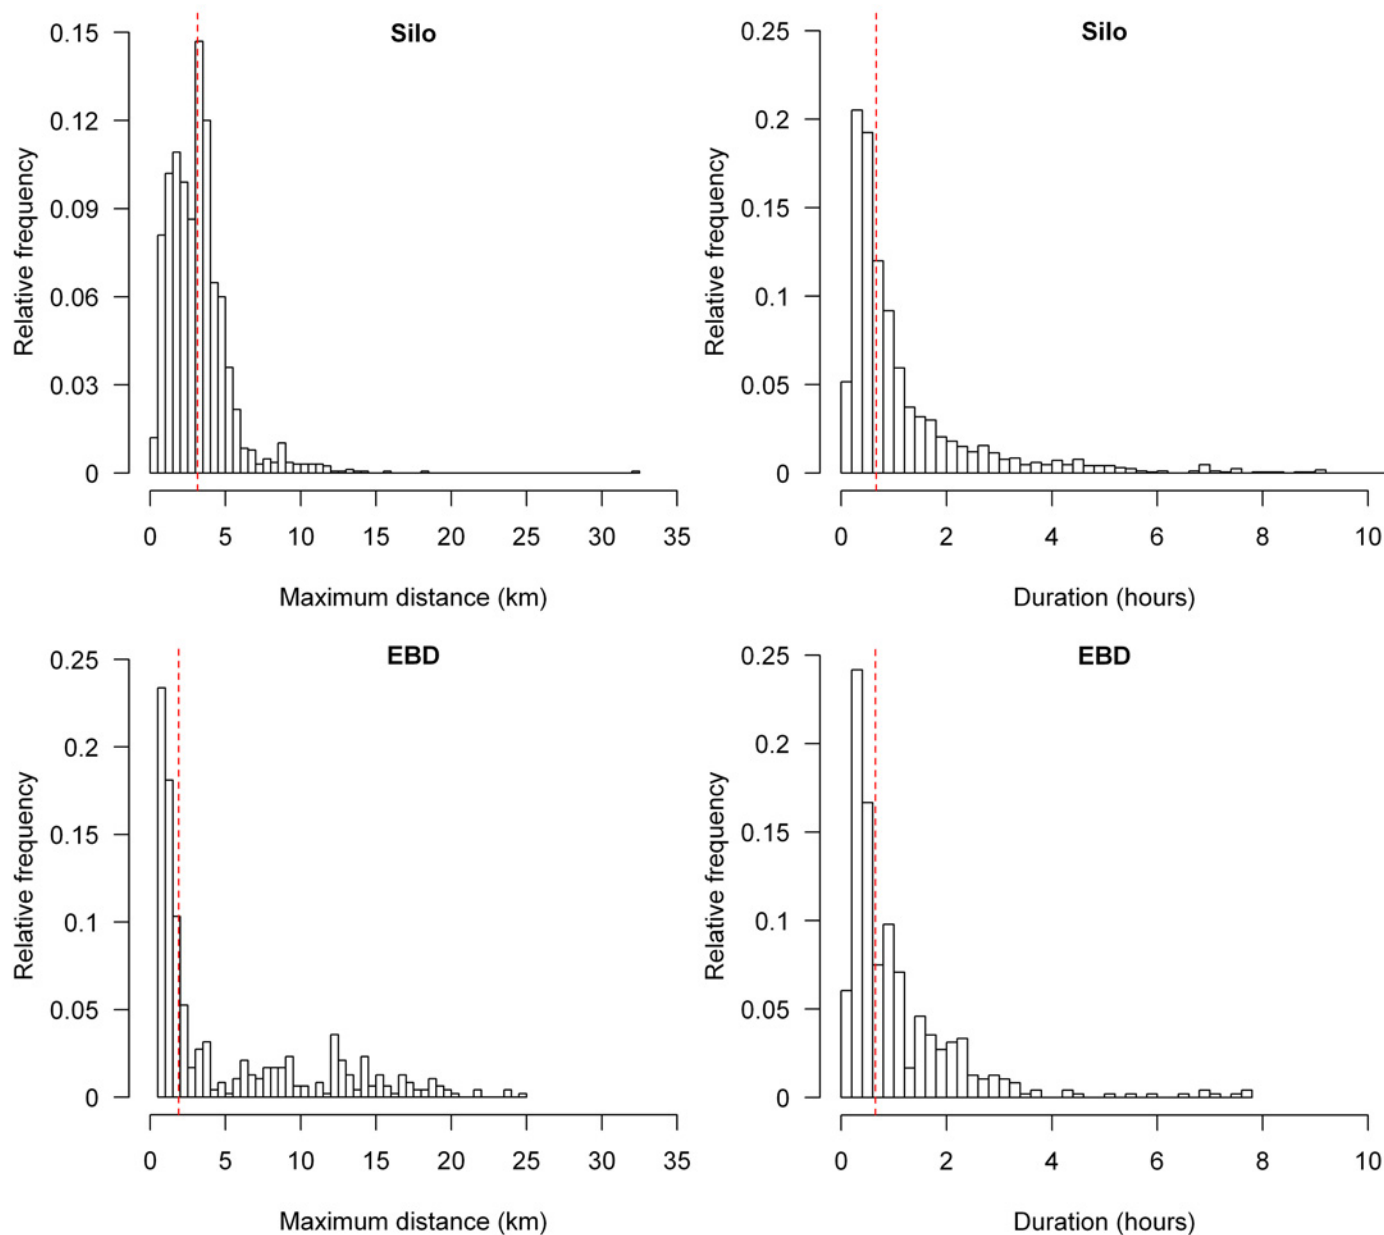 Silo
Relative frequency
0.15
0.12
0.09
0.06
0.03
0
0 5 10 15 20 25 30 35
Maximum distance (km)
Silo
Relative frequency
0.25
0.2
0.15
0.1
0.05
0
0 2 4 6 8 10
Duration (hours)
EBD
Relative frequency
0.25
0.2
0.15
0.1
0.05
0
0 5 10 15 20 25 30 35
Maximum distance (km)
EBD
Relative frequency
0.25
0.2
0.15
0.1
0.05
0
0 2 4 6 8 10
Duration (hours)